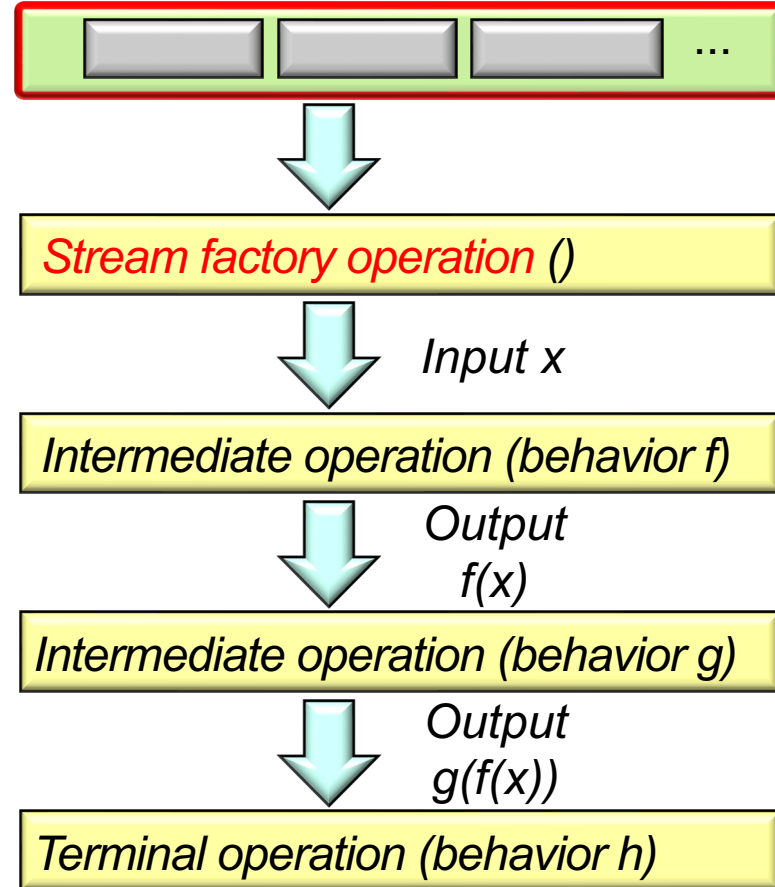 ...
Stream factory operation ()
Input x
Intermediate operation (behavior f)
Output
f(x)
Intermediate operation (behavior g)
Output
g(f(x))
Terminal operation (behavior h)